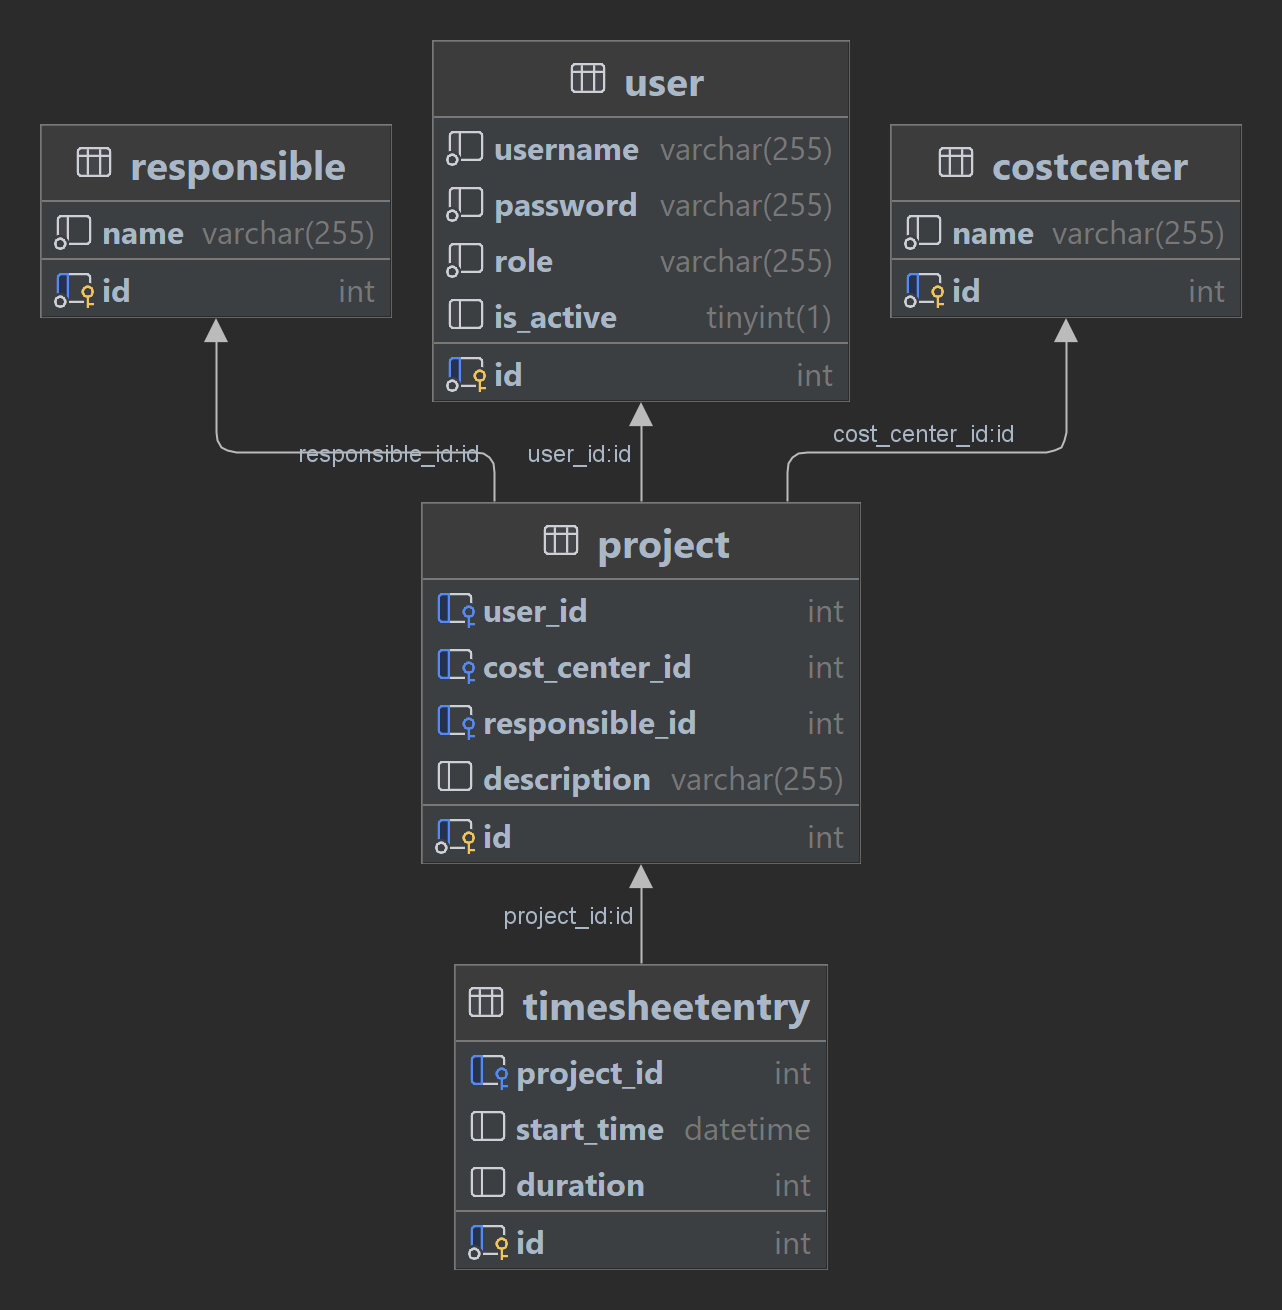 user
username varchar(255)
password varchar(255)
role varchar(255)
is_active tinyint(1)
id int
responsible
name varchar(255)
id int
costcenter
name varchar(255)
id int
responsible_id:id
user_id:id
cost_center_id:id
project
user_id int
cost_center_id int
responsible_id int
description varchar(255)
id int
project_id:id
timesheetentry
project_id int
start_time datetime
duration int
id int